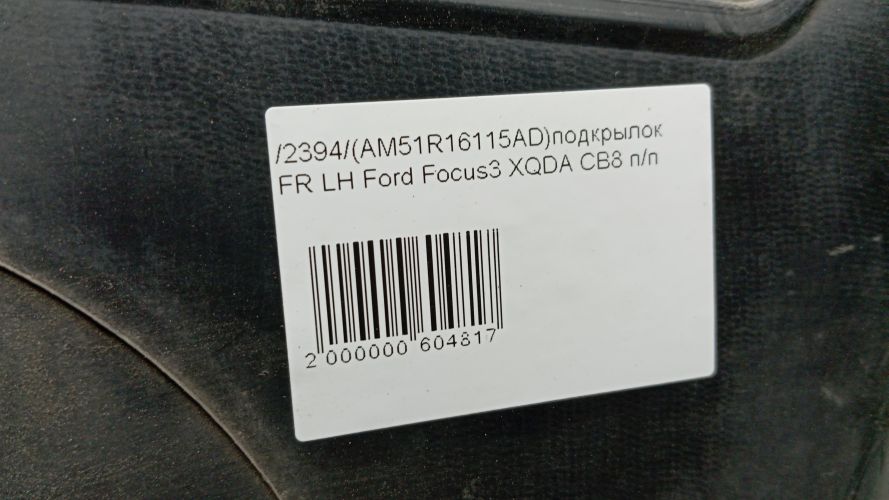 /2394/(AM51R16115AD)подкрылок
FR LH Ford Focus3 XQDA CB8 п/п
2 000000 604817